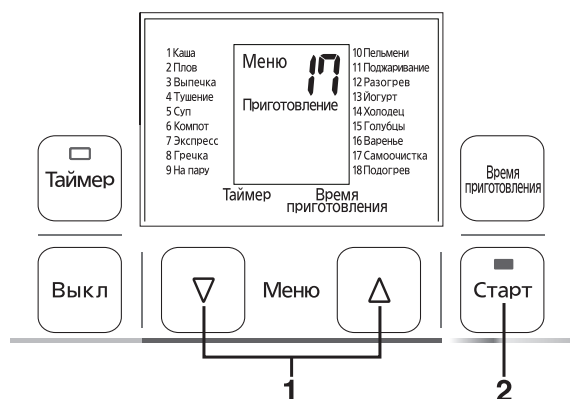 1 Каша
2 Плов
3 Выпечка
4 Тушение
5 Суп
6 Компот
7 Экспресс
8 Гречка
9 На пару
Меню 17
Приготовление
10 Пельмени
11 Поджаривание
12 Разогрев
13 Йогурт
14 Холодец
15 Голубцы
16 Варенье
17 Самоочистка
18 Подогрев
Таймер
Время
приготовления
Таймер
Время
приготовления
Выкл
Меню
Старт
1
2